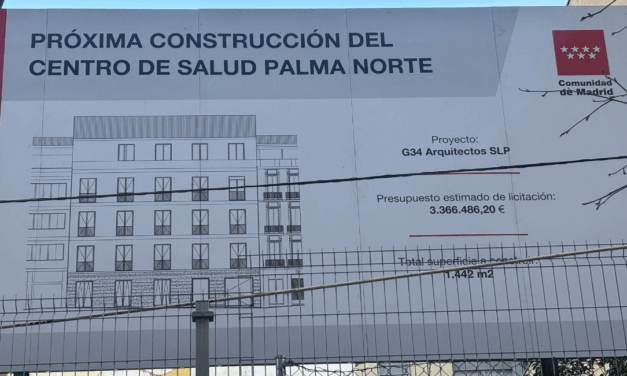 PRÓXIMA CONSTRUCCIÓN DEL
CENTRO DE SALUD PALMA NORTE
Comunidad
de Madrid
Proyecto:
G34 Arquitectos SLP
Presupuesto estimado de licitación:
3.366.486,20 €
Total superficie a construir:
1.442 m2